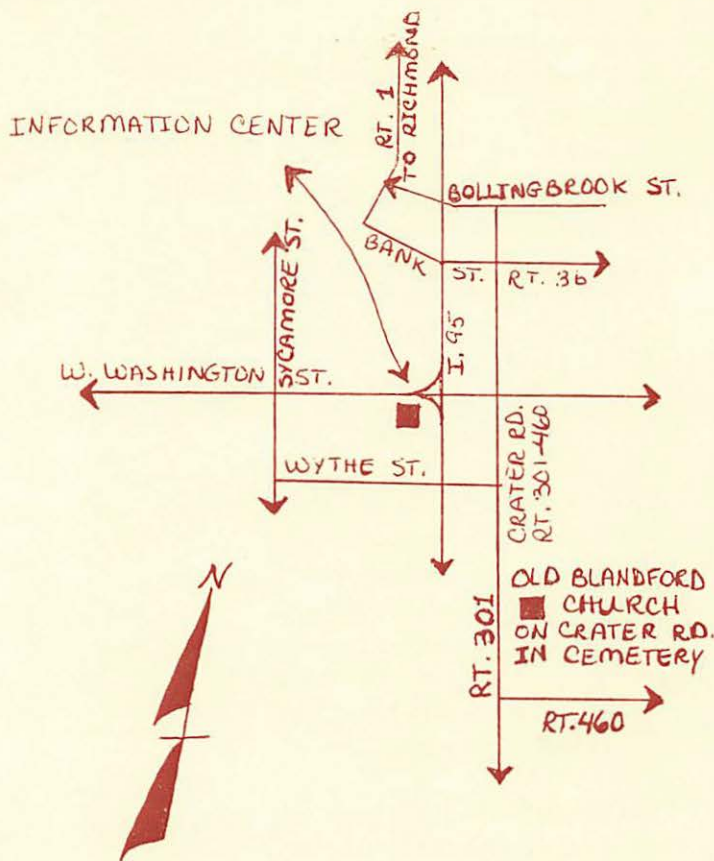 INFORMATION CENTER
RT. 1
TO RICHMOND
BOLLINGBROOK ST.
BANK ST. RT. 36
SYCAMORE ST.
I. 95
W. WASHINGTON ST.
WYTHE ST.
CRATER RD.
RT. 301-460
N
OLD BLANDFORD
CHURCH
ON CRATER RD.
IN CEMETERY
RT. 301
RT. 460